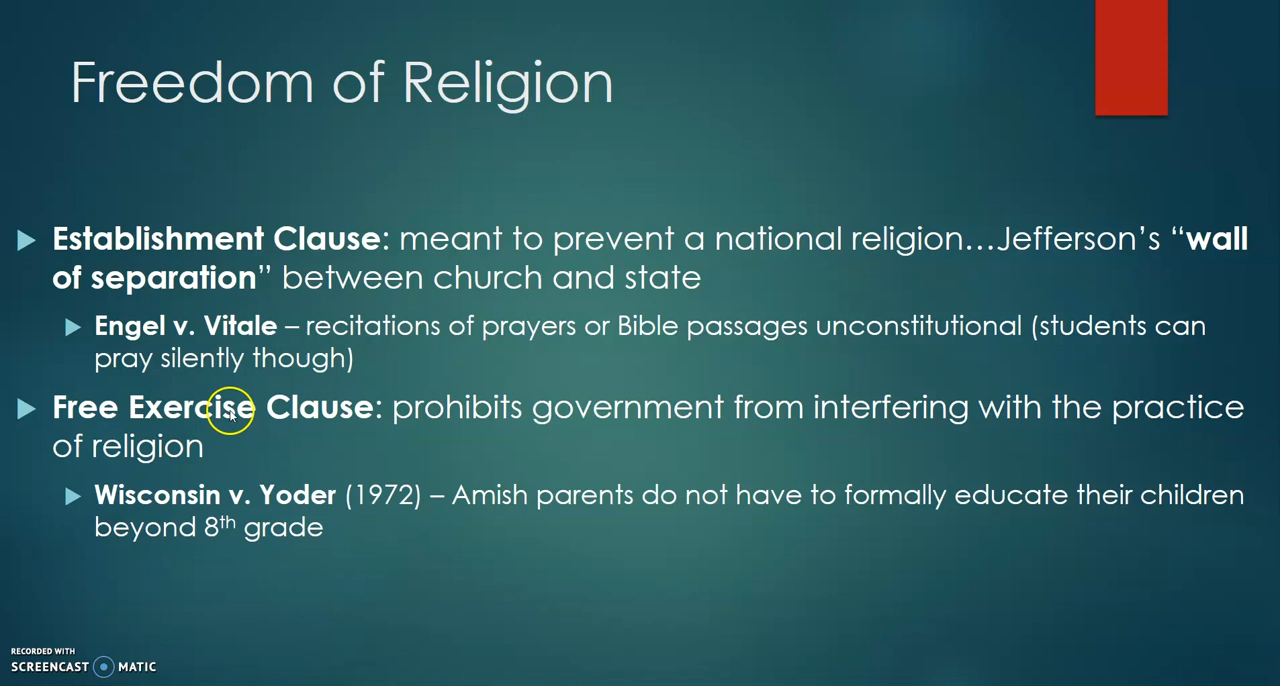 Freedom of Religion
Establishment Clause: meant to prevent a national religion…Jefferson’s “wall
of separation” between church and state
Engel v. Vitale – recitations of prayers or Bible passages unconstitutional (students can
pray silently though)
Free Exercise Clause: prohibits government from interfering with the practice
of religion
Wisconsin v. Yoder (1972) – Amish parents do not have to formally educate their children
beyond 8th grade
RECORDED WITH
SCREENCAST MATIC